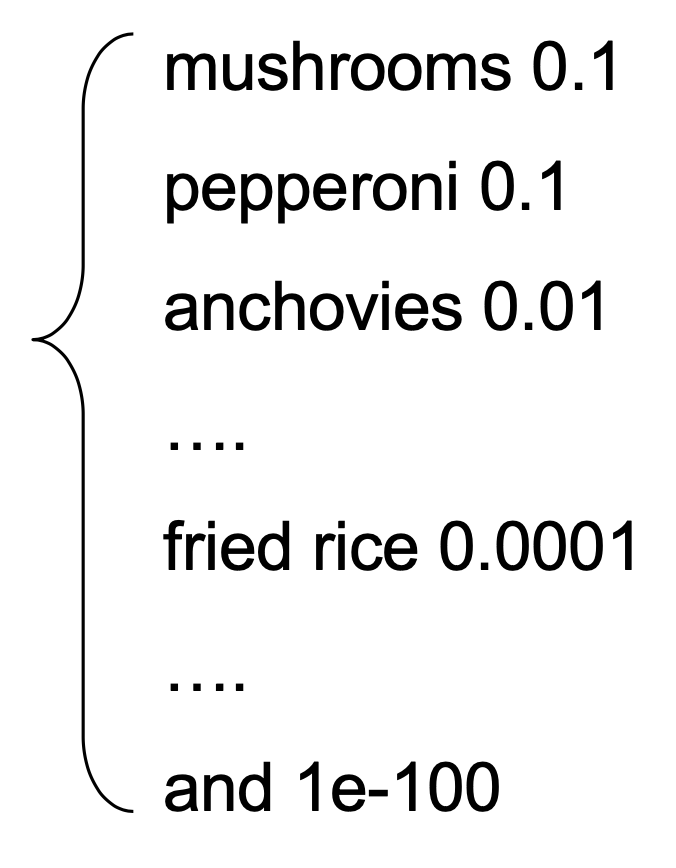 mushrooms 0.1
pepperoni 0.1
anchovies 0.01
….
fried rice 0.0001
….
and 1e-100